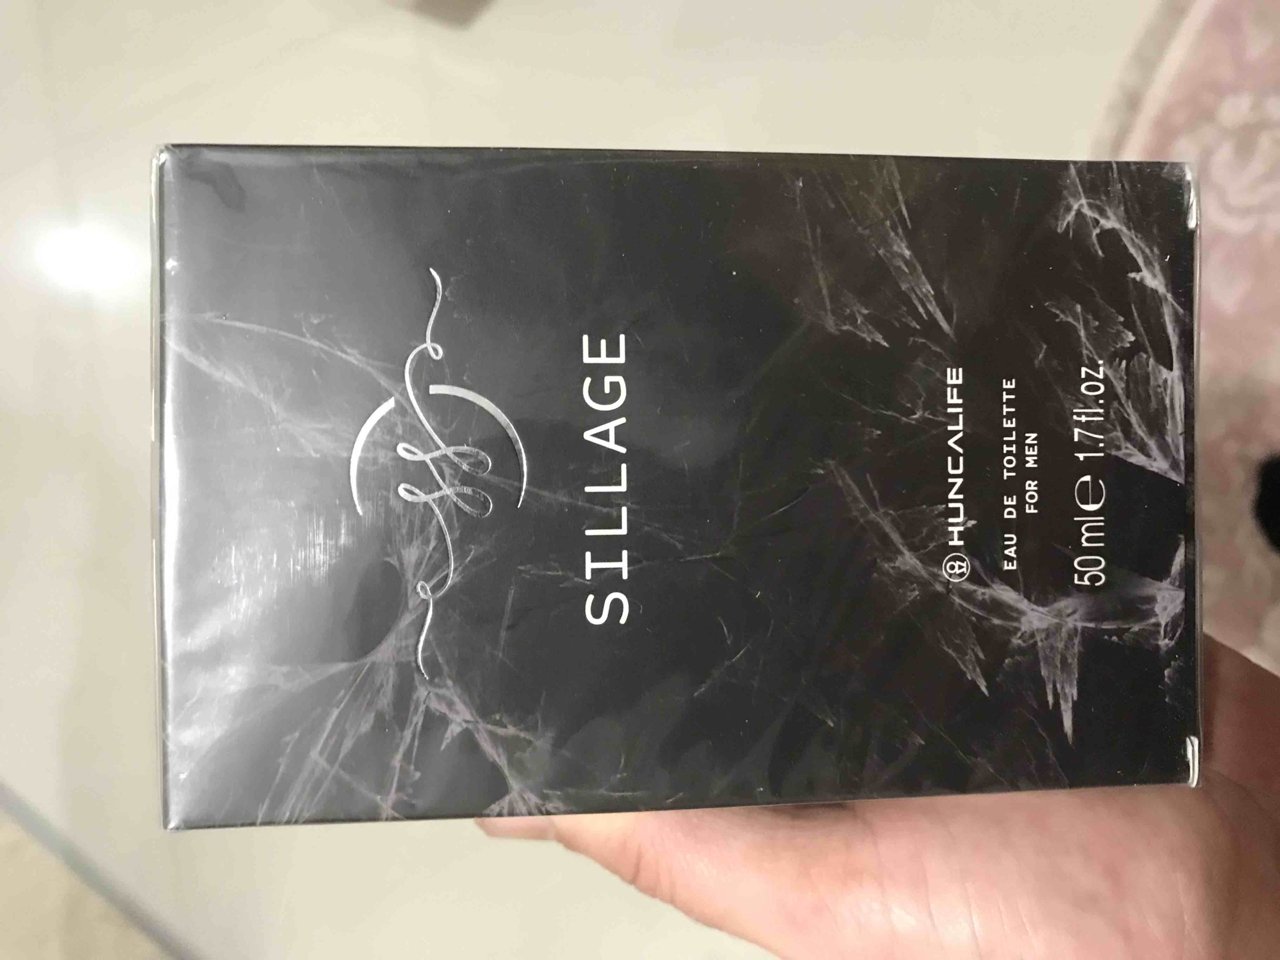 SILLAGE
HUNCALIFE
EAU DE TOILETTE
FOR MEN
50 ml ℮ 1.7 fl.oz.